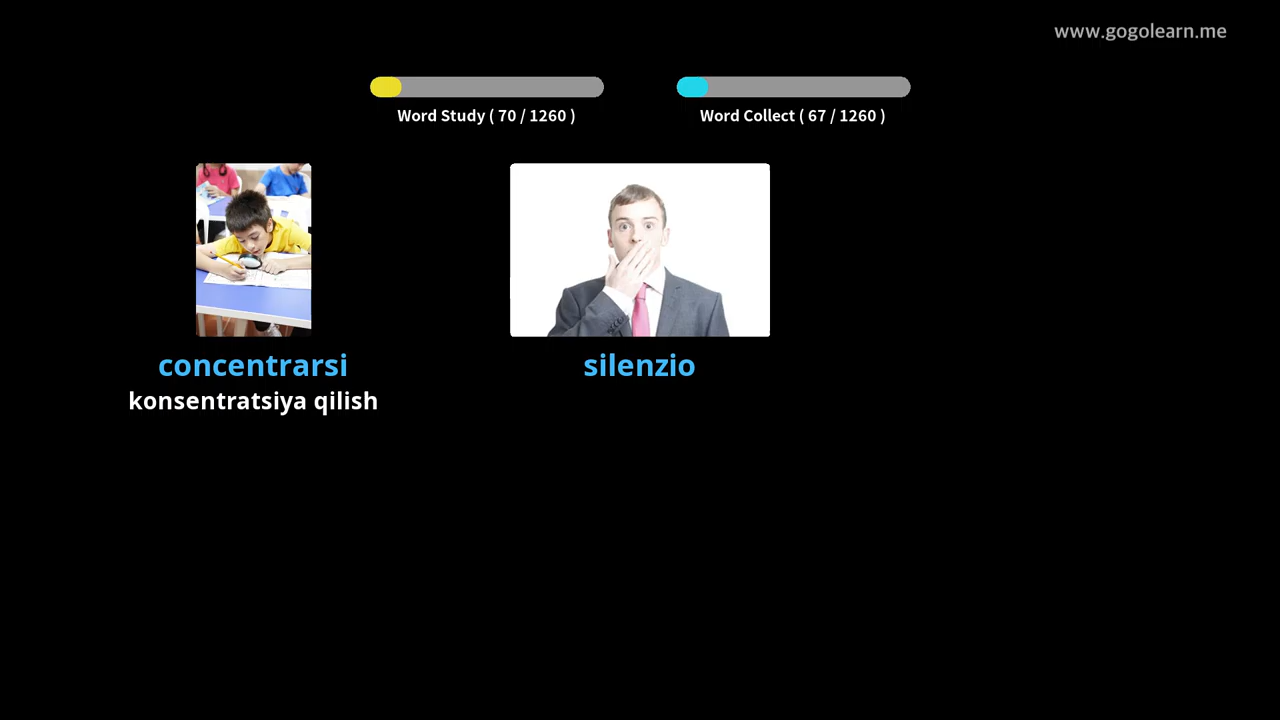 www.gogolearn.me
Word Study ( 70 / 1260 )
Word Collect ( 67 / 1260 )
concentrarsi
silenzio
konsentratsiya qilish